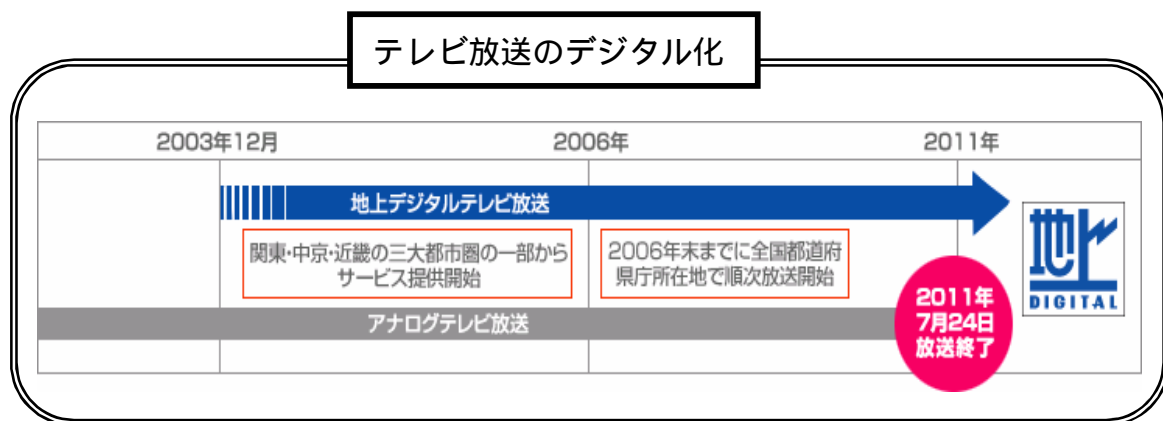 テレビ放送のデジタル化
2003年12月
2006年
2011年
地上デジタルテレビ放送
関東・中京・近畿の三大都市圏の一部から
サービス提供開始
2006年末までに全国都道府
県庁所在地で順次放送開始
地上
DIGITAL
アナログテレビ放送
2011年
7月24日
放送終了